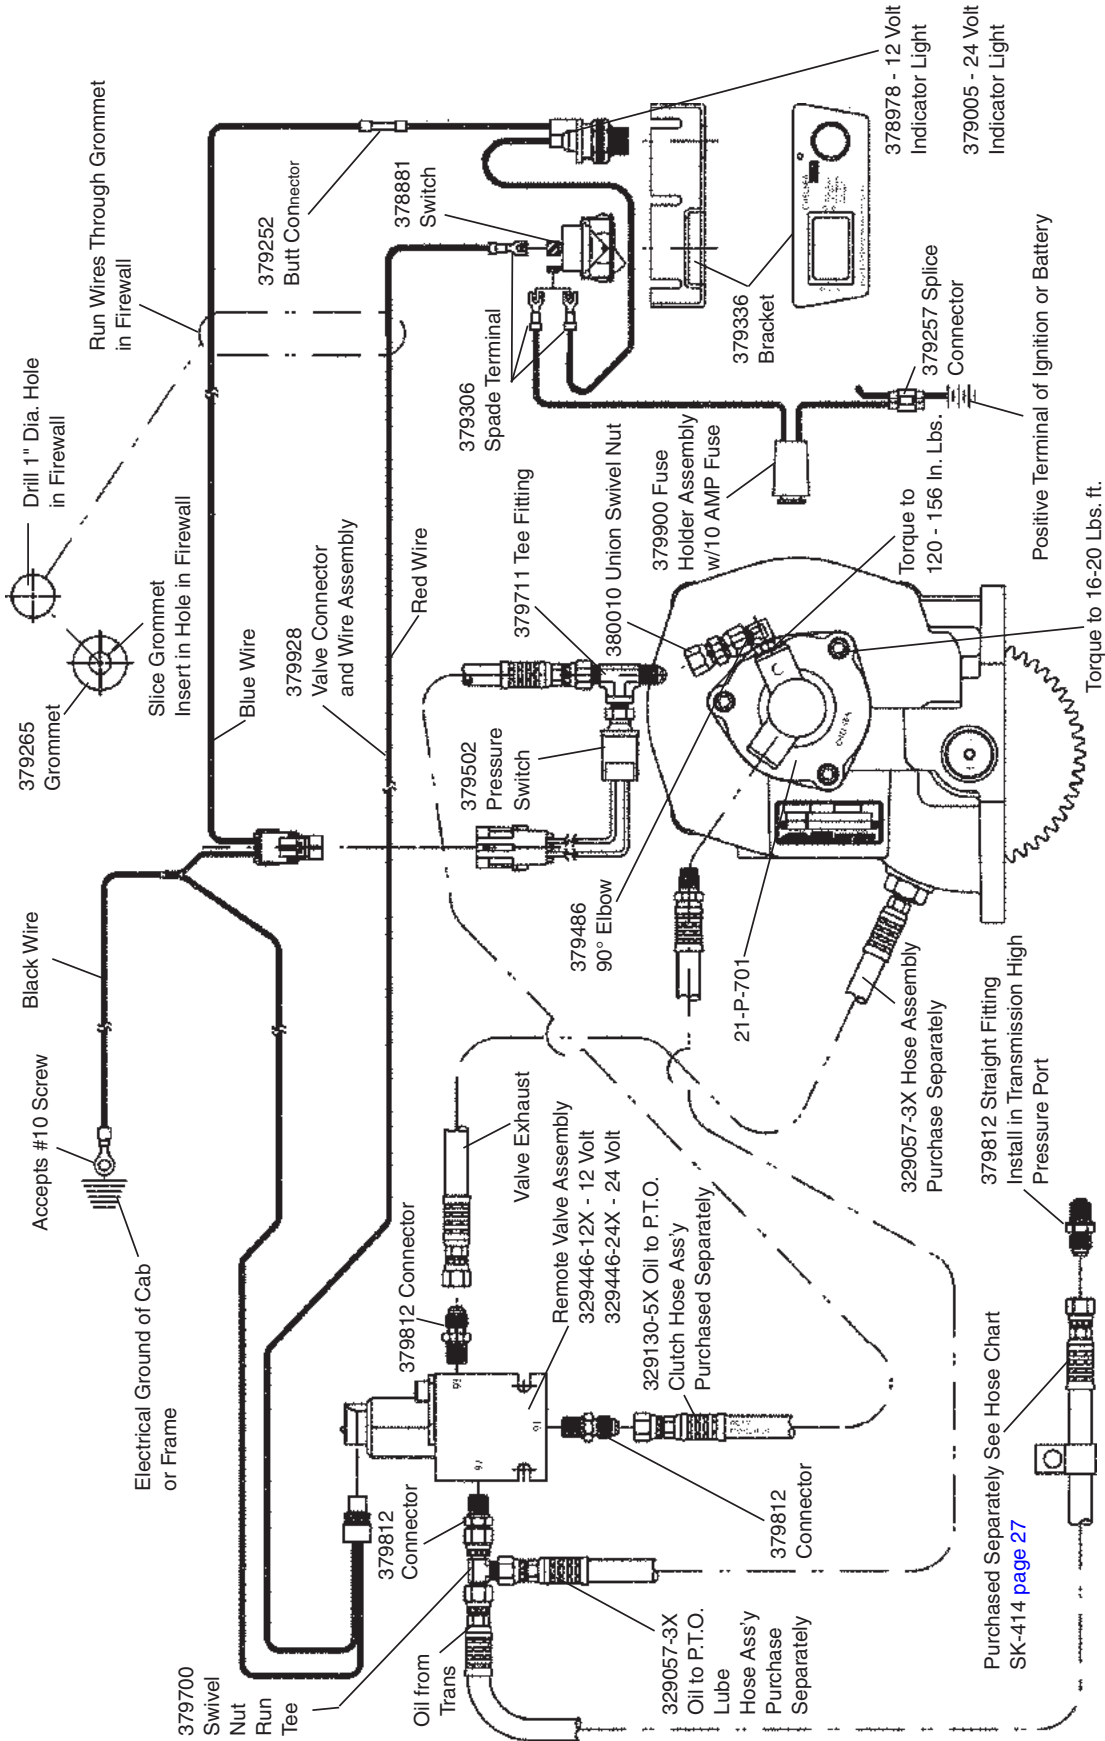 379265
Grommet
Drill 1" Dia. Hole
in Firewall
Slice Grommet
Insert in Hole in Firewall
Run Wires Through Grommet
in Firewall
Accepts #10 Screw
Black Wire
Blue Wire
Electrical Ground of Cab
or Frame
379928
Valve Connector
and Wire Assembly
Red Wire
379252
Butt Connector
378881
Switch
379306
Spade Terminal
379336
Bracket
378978 - 12 Volt
Indicator Light
379005 - 24 Volt
Indicator Light
379700
Swivel
Nut
Run
Tee
379812
Connector
379812 Connector
Valve Exhaust
Remote Valve Assembly
329446-12X - 12 Volt
329446-24X - 24 Volt
379502
Pressure
Switch
379711 Tee Fitting
380010 Union Swivel Nut
379900 Fuse
Holder Assembly
w/10 AMP Fuse
379257 Splice
Connector
Positive Terminal of Ignition or Battery
Torque to
120 - 156 In. Lbs.
Torque to 16-20 Lbs. ft.
379486
90° Elbow
21-P-701
CHELSEA
C
Oil from
Trans
329057-3X
Oil to P.T.O.
Lube
Hose Ass'y
Purchase
Separately
379812
Connector
329130-5X Oil to P.T.O.
Clutch Hose Ass'y
Purchased Separately
329057-3X Hose Assembly
Purchase Separately
379812 Straight Fitting
Install in Transmission High
Pressure Port
Purchased Separately See Hose Chart
SK-414 page 27